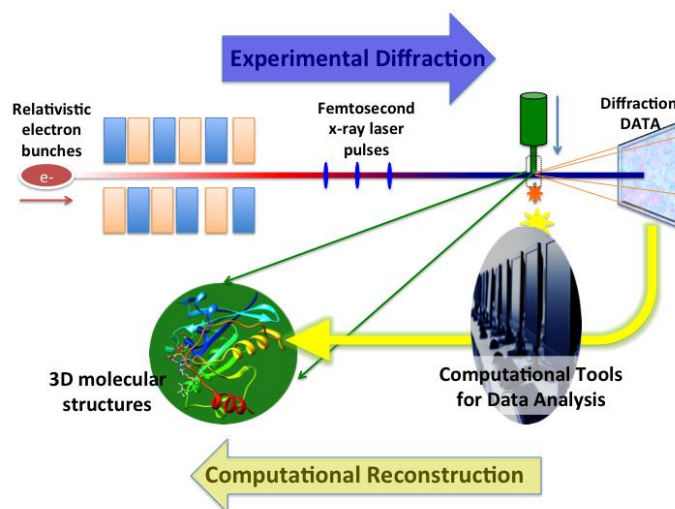 Experimental Diffraction
Relativistic
electron
bunches
e-
Femtosecond
x-ray laser
pulses
Diffraction
DATA
3D molecular
structures
Computational Tools
for Data Analysis
Computational Reconstruction